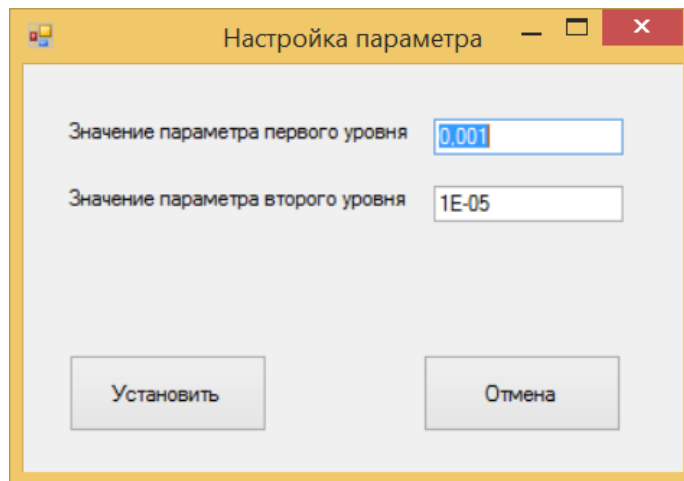 Настройка параметра
Значение параметра первого уровня 0,001
Значение параметра второго уровня 1E-05
Установить Отмена